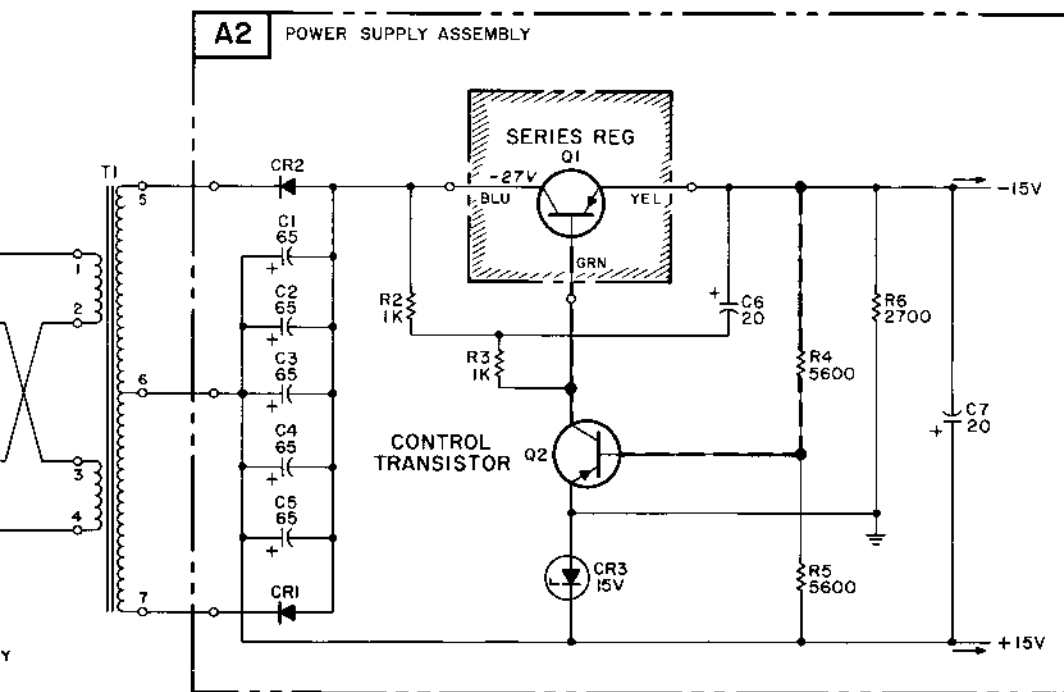 A2 POWER SUPPLY ASSEMBLY
SERIES REG
Q1
T1
CR2
-27V
5
BLU
YEL
-15V
C1
65
+
GRN
1
C2
65
+
R2
1K
+
C6
20
R6
2700
2
R3
1K
C3
65
+
R4
5600
6
C4
65
+
CONTROL
TRANSISTOR
Q2
C7
20
+
3
C5
65
+
4
CR3
15V
R5
5600
7
CR1
+15V
Y